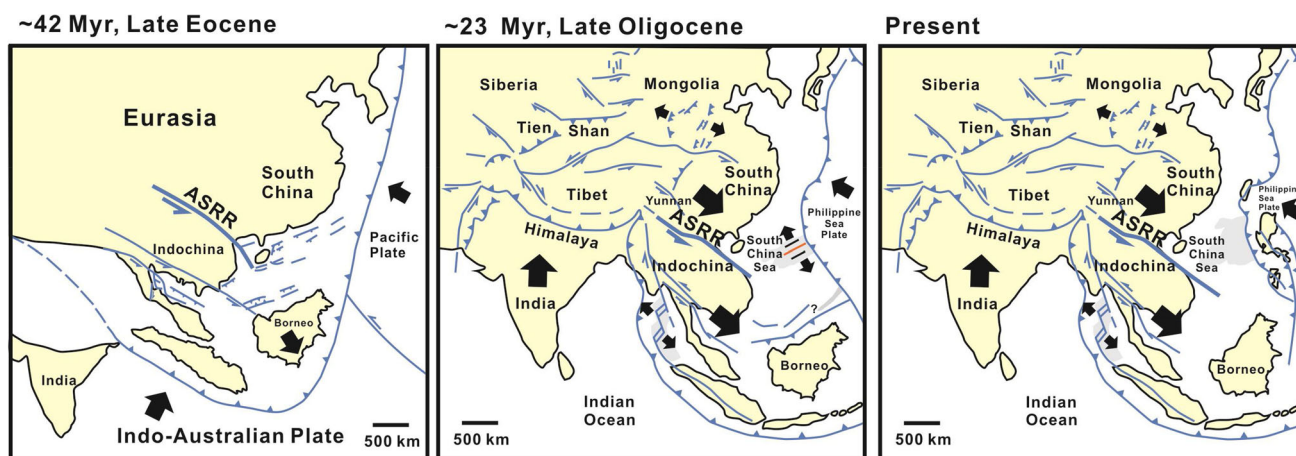 ~42 Myr, Late Eocene
Eurasia
South
China
ASRR
Indochina
Pacific
Plate
Borneo
India
Indo-Australian Plate
500 km
~23 Myr, Late Oligocene
Siberia
Mongolia
Tien Shan
South
China
Tibet
Yunnan
ASRR
Himalaya
Philippine
Sea
Plate
South
China
Sea
Indochina
India
?
Borneo
Indian
Ocean
500 km
Present
Siberia
Mongolia
Tien Shan
South
China
Tibet
Yunnan
ASRR
Himalaya
Philippine
Sea
Plate
South
China
Sea
Indochina
India
Borneo
Indian
Ocean
500 km